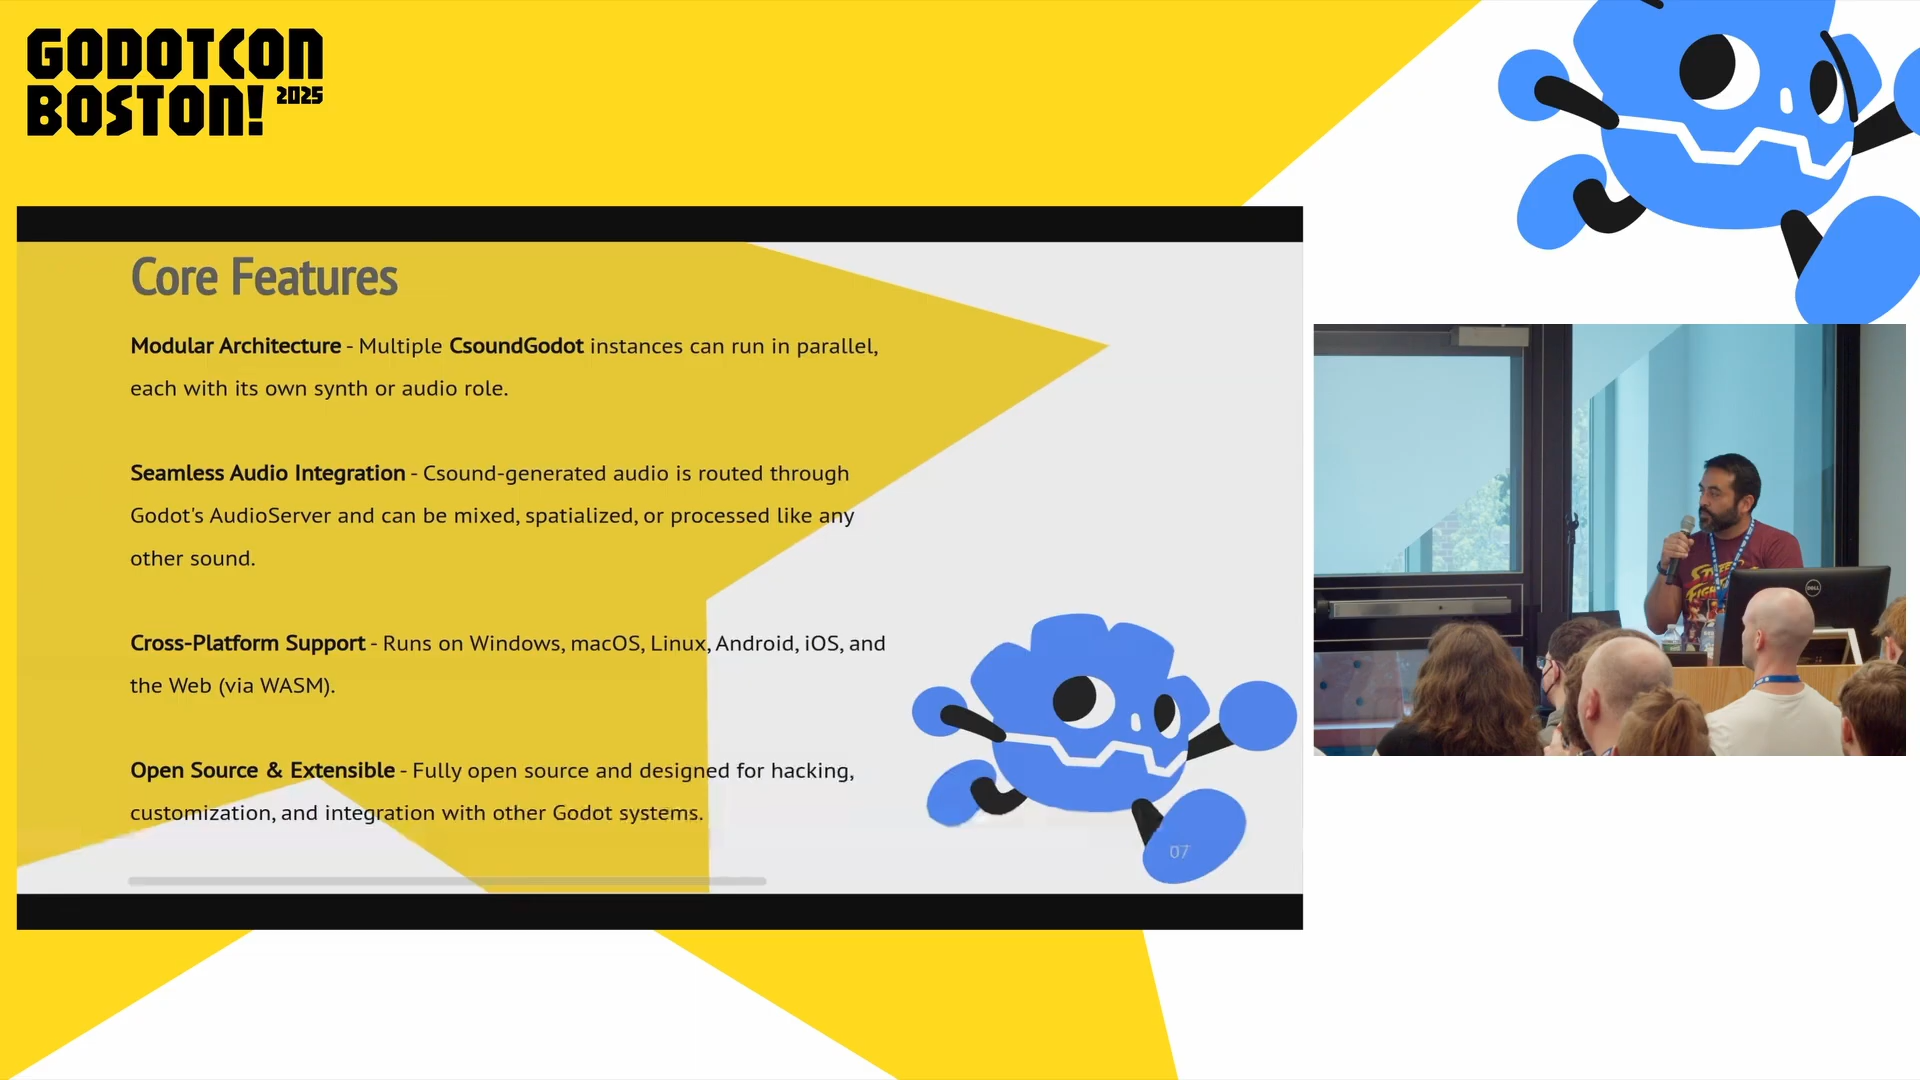 GODOTCON
BOSTON! 2025
Core Features
Modular Architecture - Multiple CsoundGodot instances can run in parallel,
each with its own synth or audio role.
Seamless Audio Integration - Csound-generated audio is routed through
Godot's AudioServer and can be mixed, spatialized, or processed like any
other sound.
Cross-Platform Support - Runs on Windows, macOS, Linux, Android, iOS, and
the Web (via WASM).
Open Source & Extensible - Fully open source and designed for hacking,
customization, and integration with other Godot systems.
07
STREET
FIGHTER
DELL